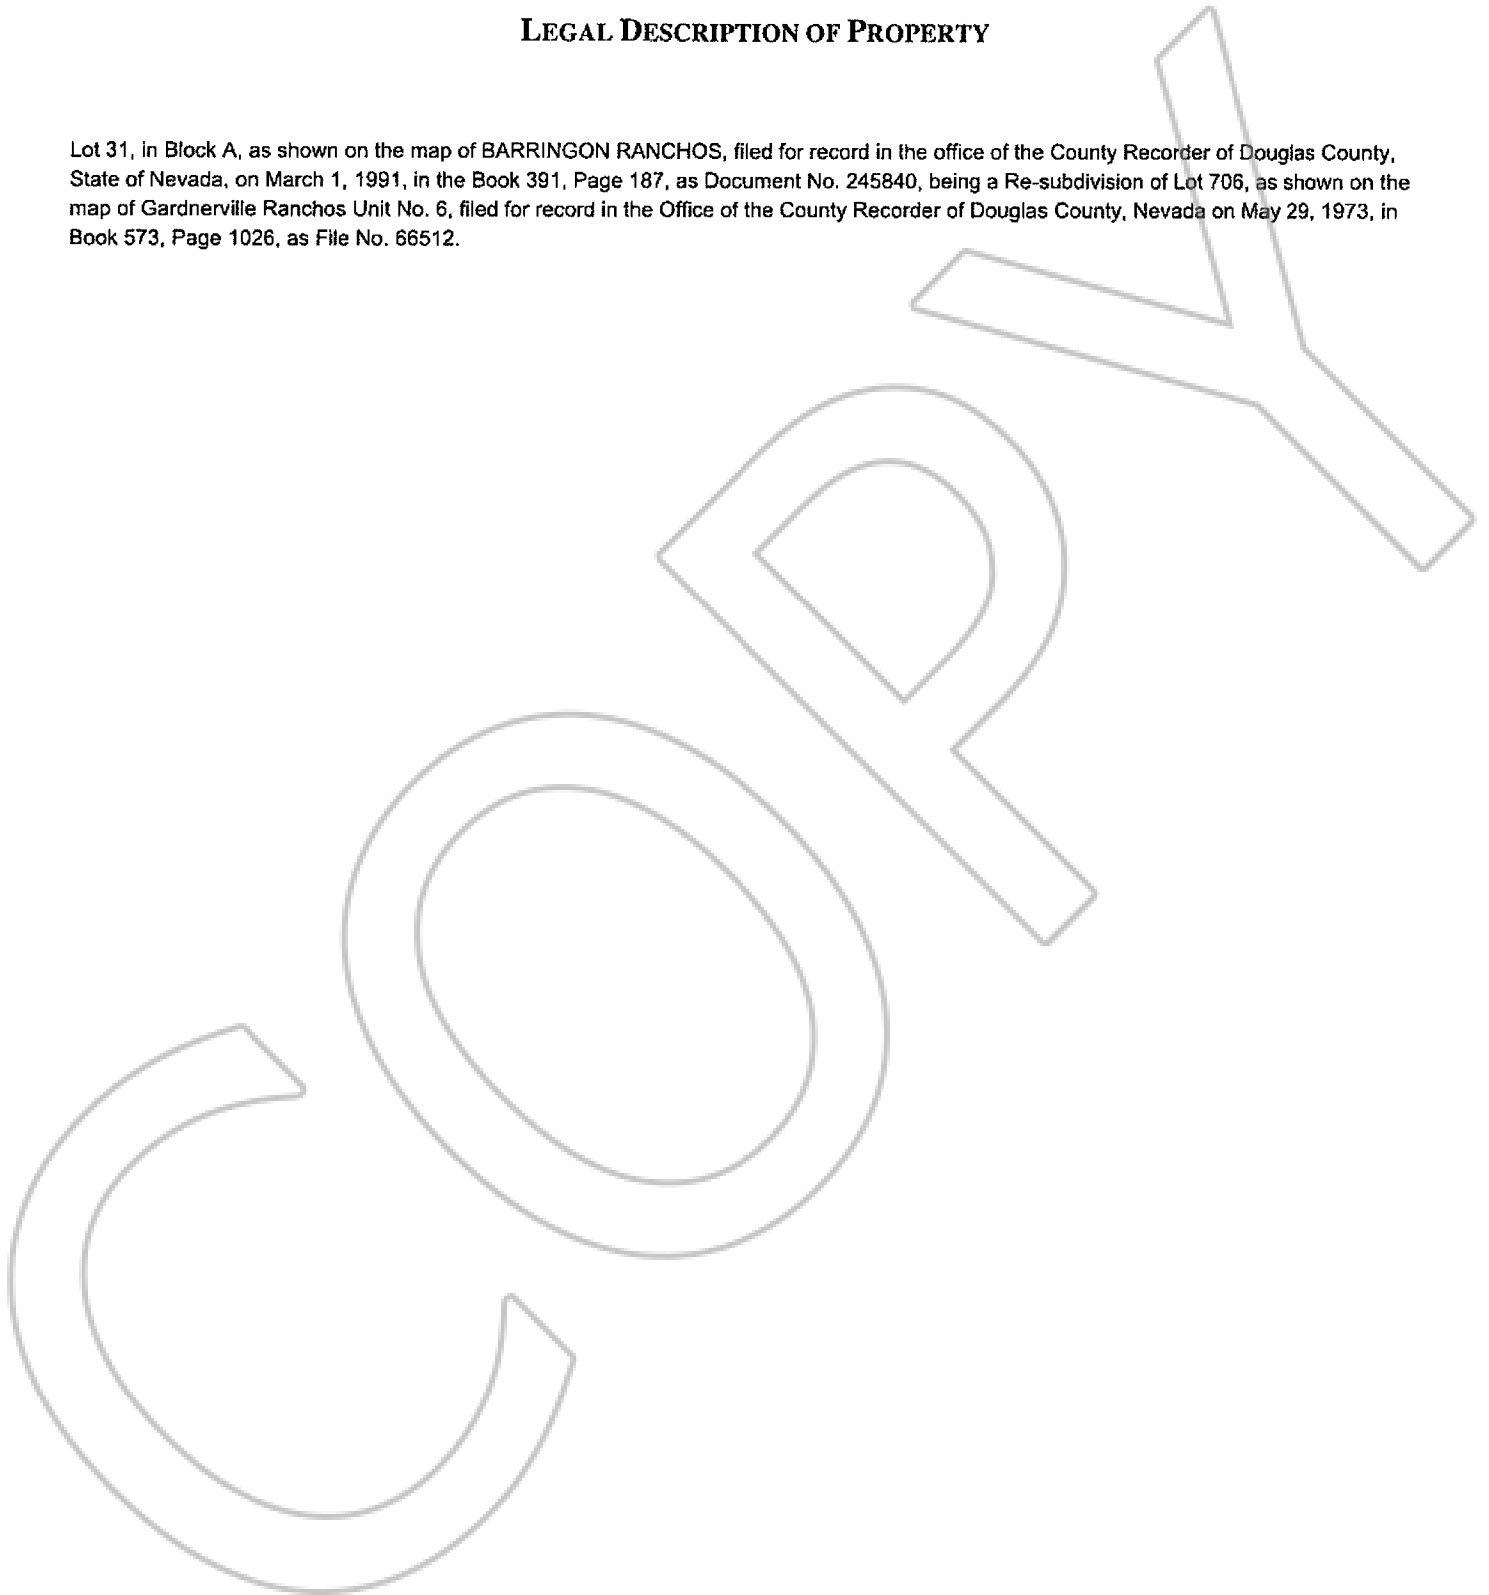 LEGAL DESCRIPTION OF PROPERTY
Lot 31, in Block A, as shown on the map of BARRINGON RANCHOS, filed for record in the office of the County Recorder of Douglas County,
State of Nevada, on March 1, 1991, in the Book 391, Page 187, as Document No. 245840, being a Re-subdivision of Lot 706, as shown on the
map of Gardnerville Ranchos Unit No. 6, filed for record in the Office of the County Recorder of Douglas County, Nevada on May 29, 1973, in
Book 573, Page 1026, as File No. 66512.
COPY